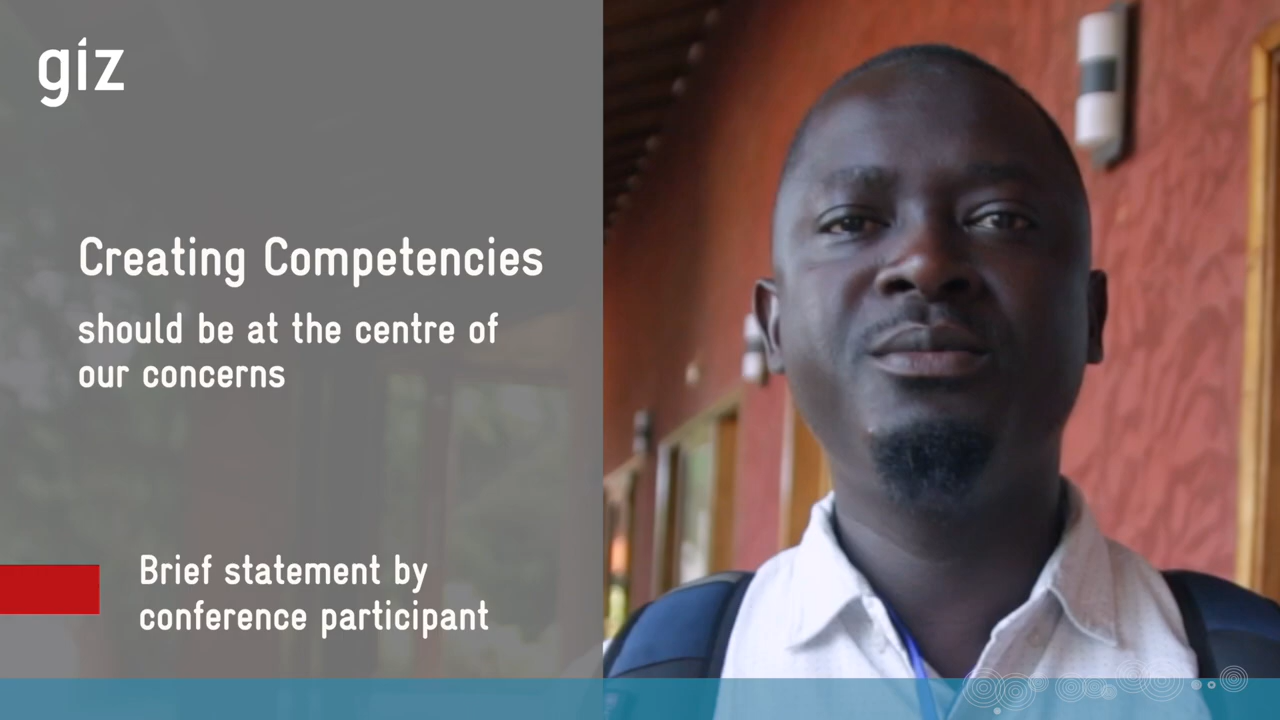 giz
Creating Competencies
should be at the centre of
our concerns
Brief statement by
conference participant